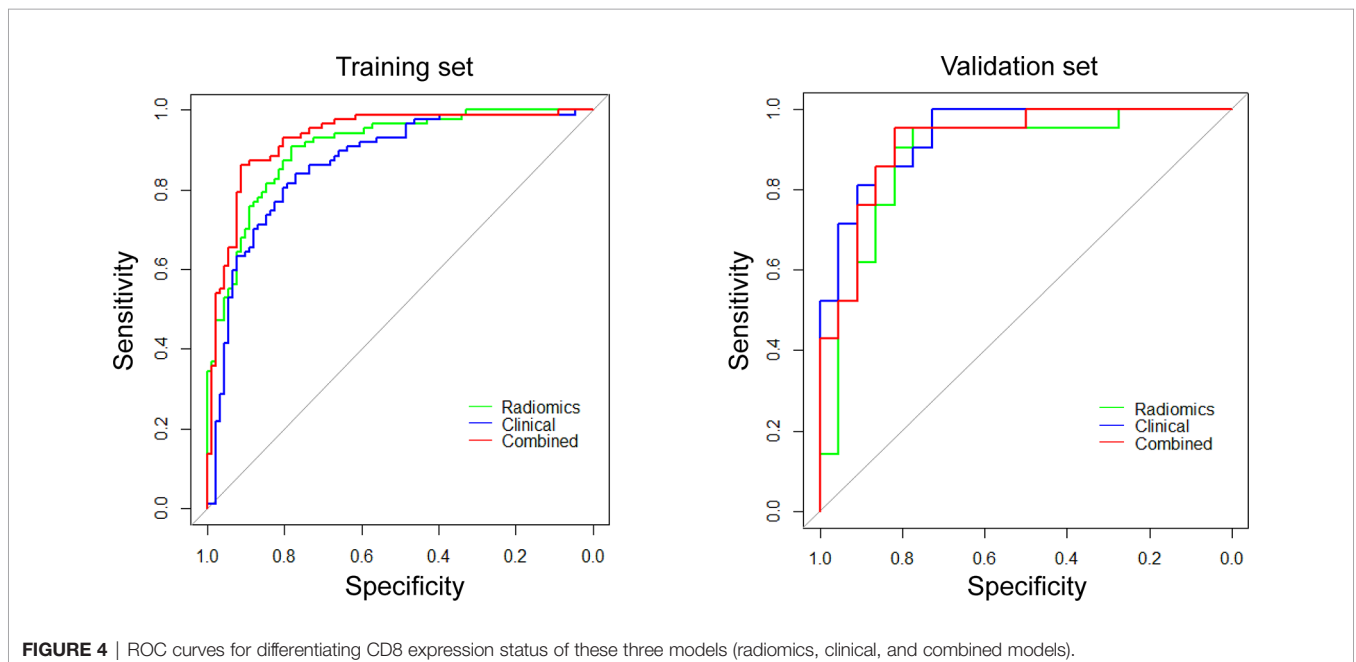 Training set
Sensitivity
1.0
0.8
0.6
0.4
0.2
0.0
Radiomics
Clinical
Combined
1.0 0.8 0.6 0.4 0.2 0.0
Specificity
Validation set
Sensitivity
1.0
0.8
0.6
0.4
0.2
0.0
Radiomics
Clinical
Combined
1.0 0.8 0.6 0.4 0.2 0.0
Specificity
FIGURE 4 | ROC curves for differentiating CD8 expression status of these three models (radiomics, clinical, and combined models).